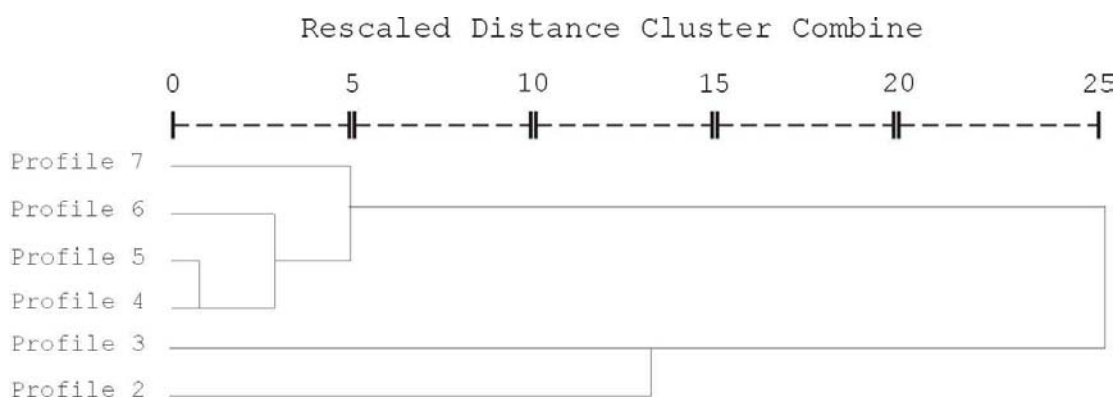 Rescaled Distance Cluster Combine
0 5 10 15 20 25
Profile 7
Profile 6
Profile 5
Profile 4
Profile 3
Profile 2